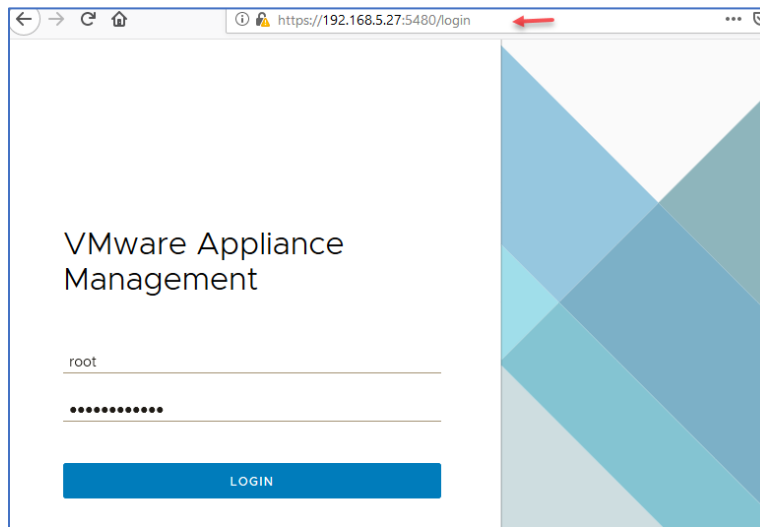 https://192.168.5.27:5480/login
VMware Appliance
Management
root
LOGIN